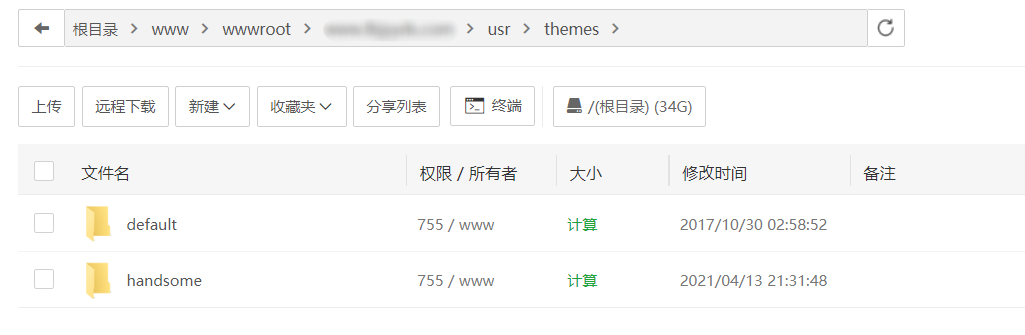 根目录 > www > wwwroot > > usr > themes >
上传 远程下载 新建 收藏夹 分享列表 终端 /(根目录) (34G)
文件名 权限 / 所有者 大小 修改时间 备注
default 755 / www 计算 2017/10/30 02:58:52
handsome 755 / www 计算 2021/04/13 21:31:48